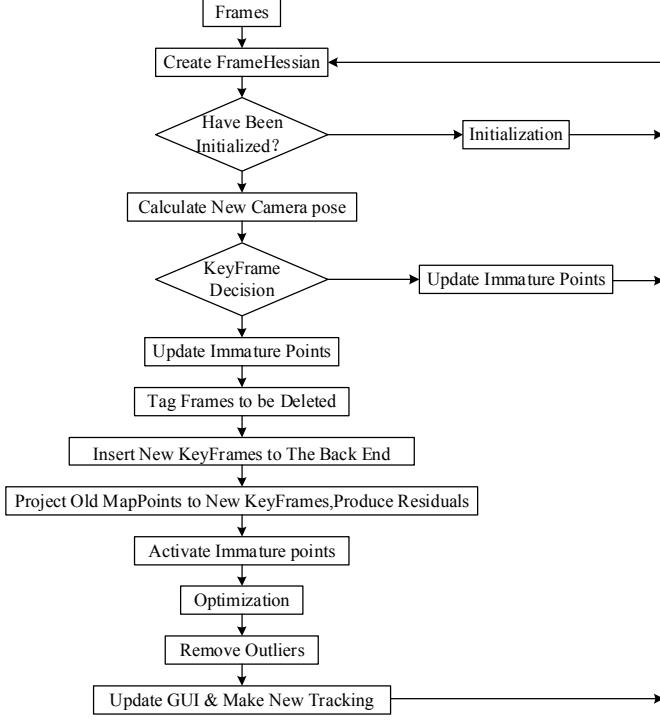 Frames
Create FrameHessian
Have Been
Initialized?
Initialization
Calculate New Camera pose
KeyFrame
Decision
Update Immature Points
Update Immature Points
Tag Frames to be Deleted
Insert New KeyFrames to The Back End
Project Old MapPoints to New KeyFrames,Produce Residuals
Activate Immature points
Optimization
Remove Outliers
Update GUI & Make New Tracking